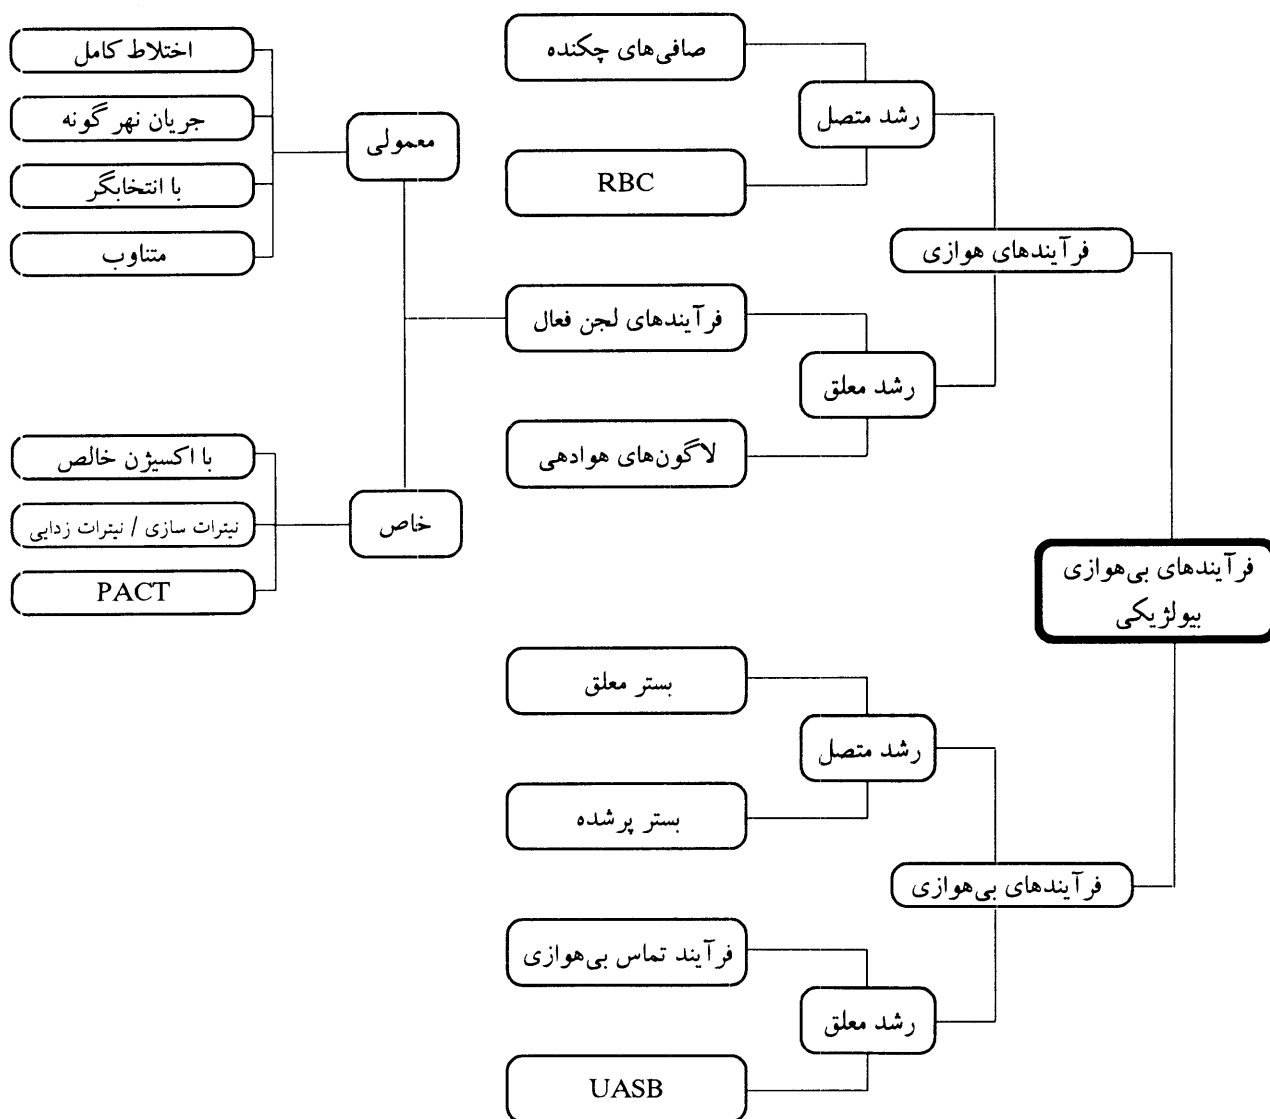 فرآیندهای بی‌هوازی
بیولژیکی
فرآیندهای هوازی
رشد متصل
صافی‌های چکنده
RBC
رشد معلق
فرآیندهای لجن فعال
معمولی
اختلاط کامل
جریان نهر گونه
با انتخابگر
متناوب
خاص
با اکسیژن خالص
نیترات سازی / نیترات زدایی
PACT
لاگون‌های هوادهی
فرآیندهای بی‌هوازی
رشد متصل
بستر معلق
بستر پرشده
رشد معلق
فرآیند تماس بی‌هوازی
UASB